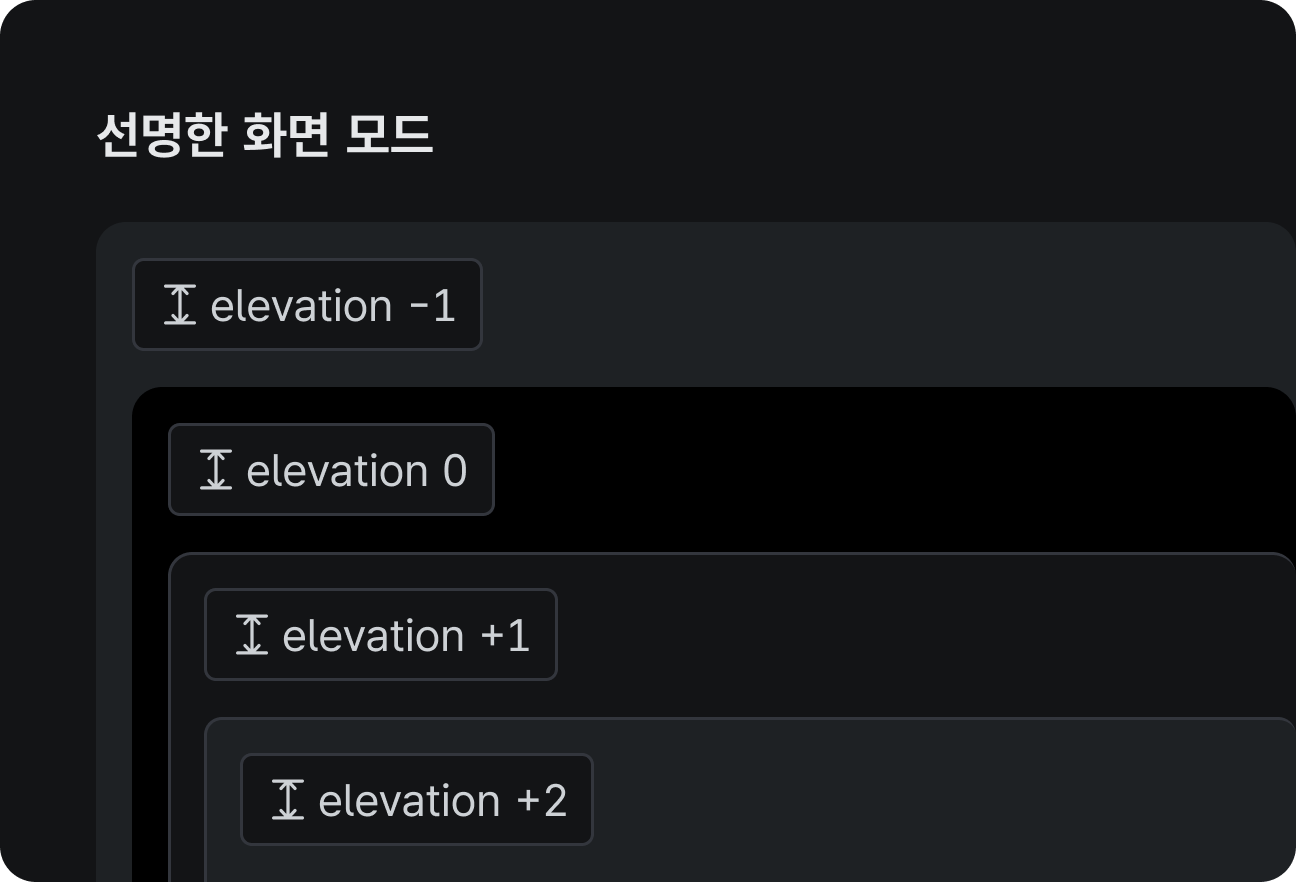 선명한 화면 모드
elevation -1
elevation 0
elevation +1
elevation +2